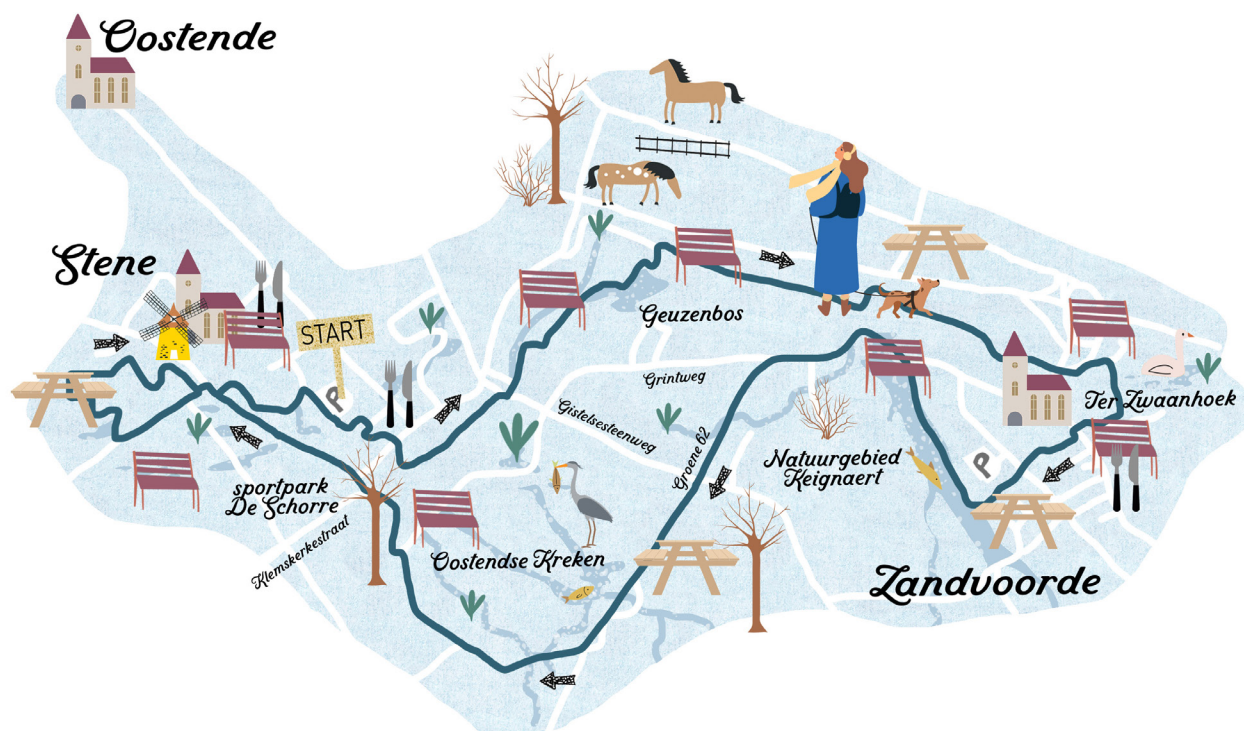 Oostende
Stene
START
P
Geuzenbos
Grintweg
Gistelsesteenweg
Groene 62
Natuurgebied
Keignaert
Ter Zwaanhoek
P
sportpark
De Schorre
Klemskerkestraat
Oostendse Kreken
Zandvoorde